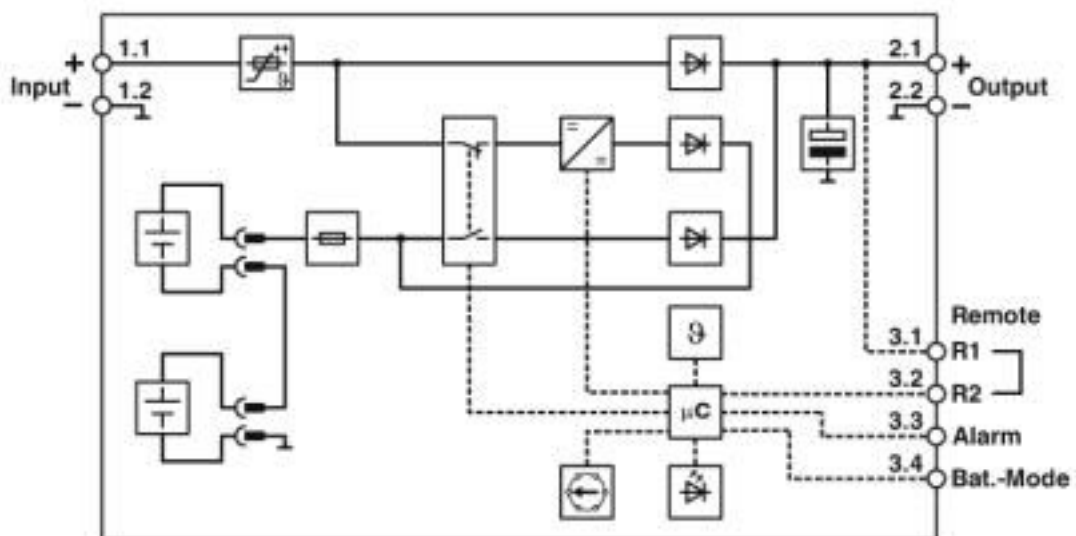 + 1.1
Input
− 1.2
++
ϑ
2.1 +
Output
2.2 −
=
=
ϑ
µC
Remote
3.1 R1
3.2 R2
3.3 Alarm
3.4 Bat.-Mode